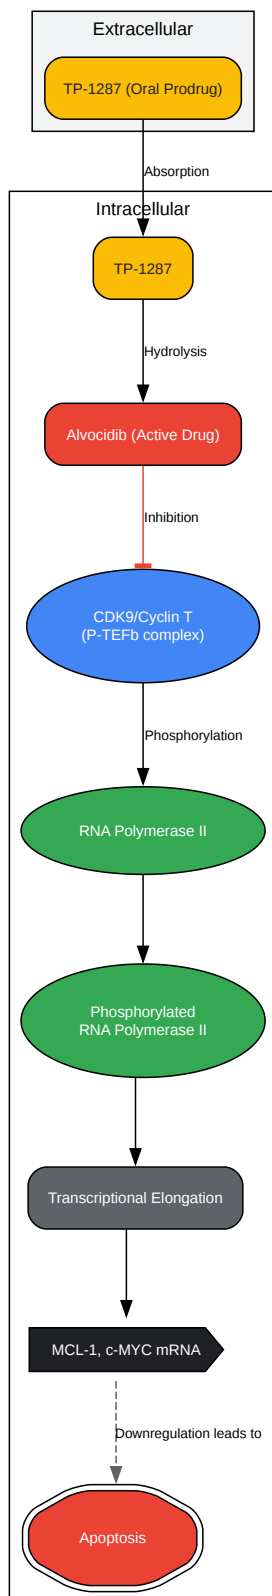 Extracellular
TP-1287 (Oral Prodrug)
Absorption
Intracellular
TP-1287
Hydrolysis
Alvocidib (Active Drug)
Inhibition
CDK9/Cyclin T
(P-TEFb complex)
Phosphorylation
RNA Polymerase II
Phosphorylated
RNA Polymerase II
Transcriptional Elongation
MCL-1, c-MYC mRNA
Downregulation leads to
Apoptosis